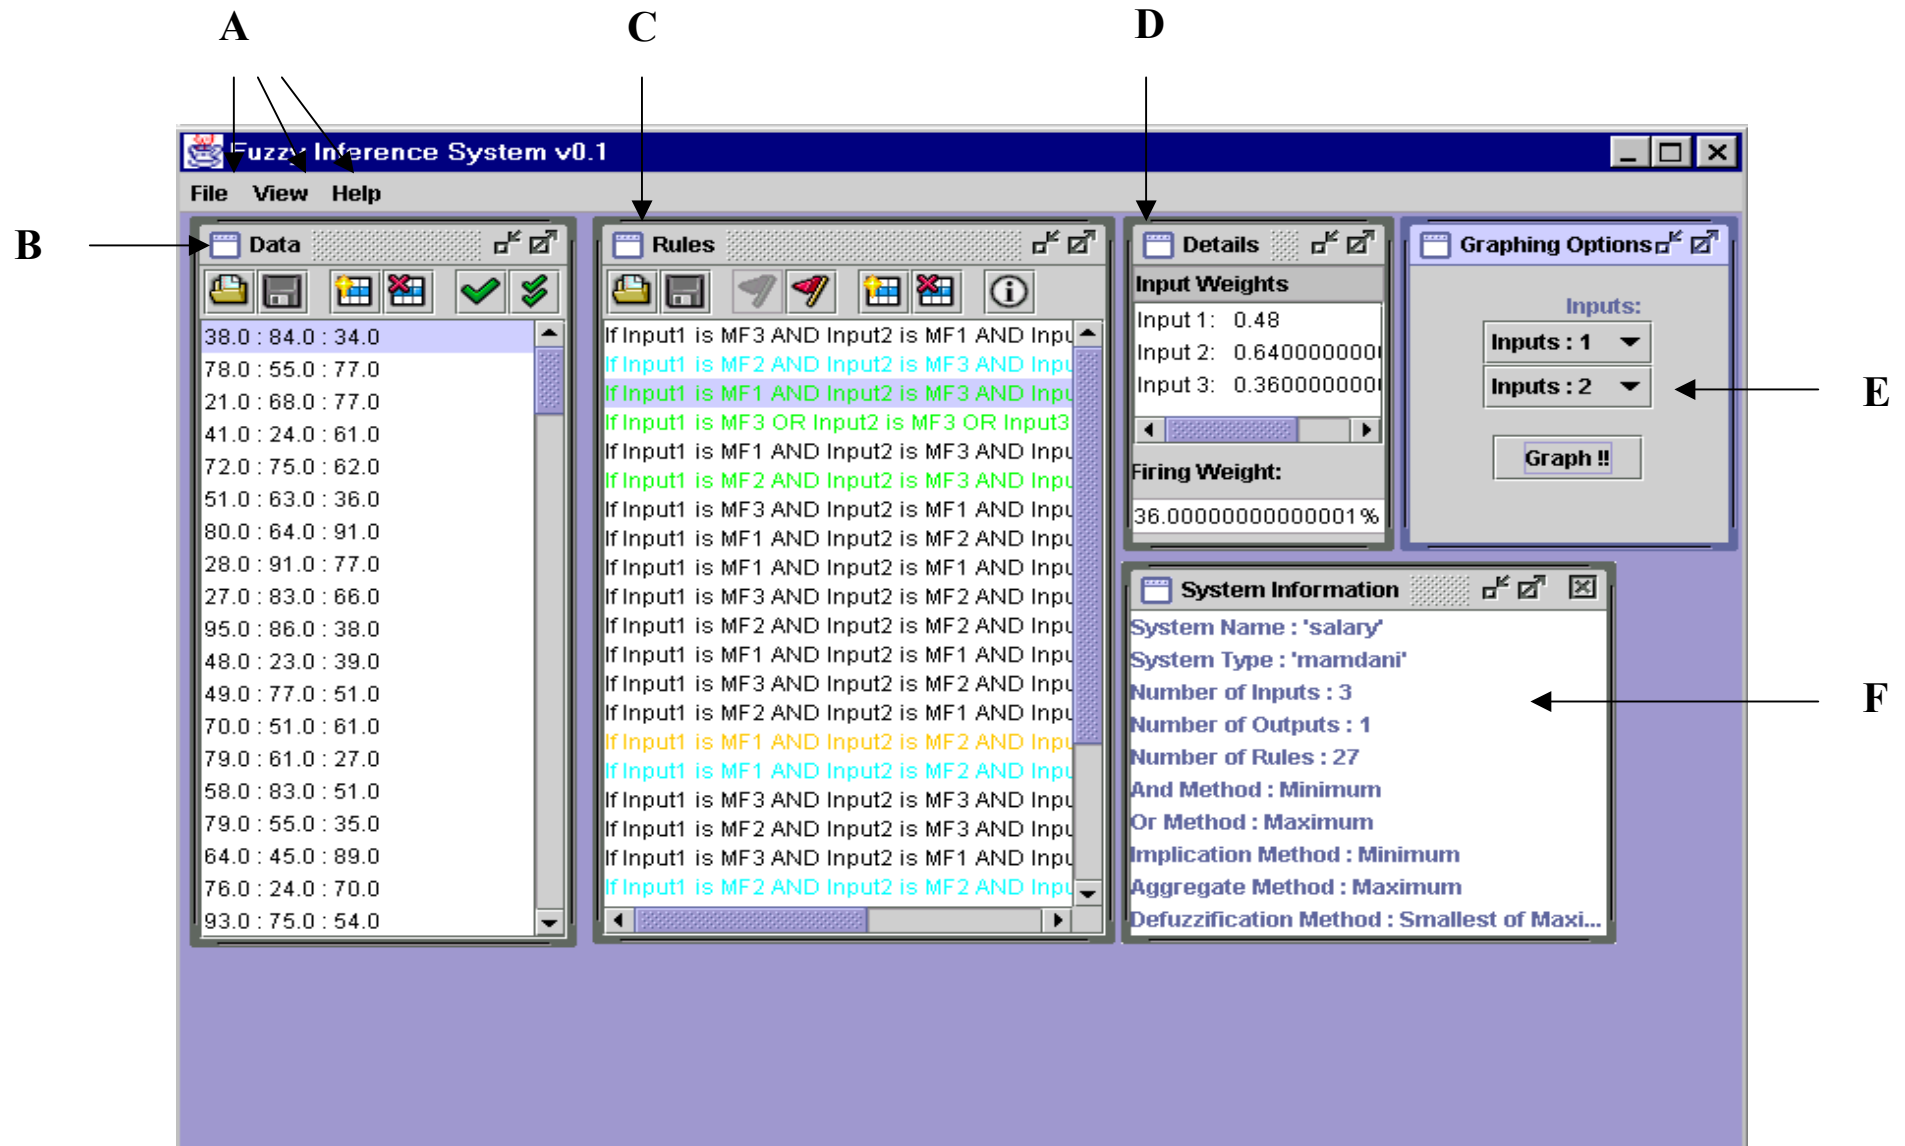 A
C
D
Fuzzy Inference System v0.1
File View Help
B
Data
38.0 : 84.0 : 34.0
78.0 : 55.0 : 77.0
21.0 : 68.0 : 77.0
41.0 : 24.0 : 61.0
72.0 : 75.0 : 62.0
51.0 : 63.0 : 36.0
80.0 : 64.0 : 91.0
28.0 : 91.0 : 77.0
27.0 : 83.0 : 66.0
95.0 : 86.0 : 38.0
48.0 : 23.0 : 39.0
49.0 : 77.0 : 51.0
70.0 : 51.0 : 61.0
79.0 : 61.0 : 27.0
58.0 : 83.0 : 51.0
79.0 : 55.0 : 35.0
64.0 : 45.0 : 89.0
76.0 : 24.0 : 70.0
93.0 : 75.0 : 54.0
Rules
If Input1 is MF3 AND Input2 is MF1 AND Inpu
If Input1 is MF2 AND Input2 is MF3 AND Inpu
If Input1 is MF1 AND Input2 is MF3 AND Inpu
If Input1 is MF3 OR Input2 is MF3 OR Input3
If Input1 is MF1 AND Input2 is MF3 AND Inpu
If Input1 is MF2 AND Input2 is MF3 AND Inpu
If Input1 is MF3 AND Input2 is MF1 AND Inpu
If Input1 is MF1 AND Input2 is MF2 AND Inpu
If Input1 is MF1 AND Input2 is MF1 AND Inpu
If Input1 is MF3 AND Input2 is MF2 AND Inpu
If Input1 is MF2 AND Input2 is MF2 AND Inpu
If Input1 is MF1 AND Input2 is MF1 AND Inpu
If Input1 is MF3 AND Input2 is MF2 AND Inpu
If Input1 is MF2 AND Input2 is MF1 AND Inpu
If Input1 is MF1 AND Input2 is MF2 AND Inpu
If Input1 is MF1 AND Input2 is MF2 AND Inpu
If Input1 is MF3 AND Input2 is MF3 AND Inpu
If Input1 is MF2 AND Input2 is MF3 AND Inpu
If Input1 is MF3 AND Input2 is MF1 AND Inpu
If Input1 is MF2 AND Input2 is MF2 AND Inpu
Details
Input Weights
Input 1: 0.48
Input 2: 0.640000000
Input 3: 0.360000000
Firing Weight:
36.00000000000001%
Graphing Options
Inputs:
Inputs : 1
Inputs : 2
Graph !!
E
System Information
System Name : 'salary'
System Type : 'mamdani'
Number of Inputs : 3
Number of Outputs : 1
Number of Rules : 27
And Method : Minimum
Or Method : Maximum
Implication Method : Minimum
Aggregate Method : Maximum
Defuzzification Method : Smallest of Maxi...
F